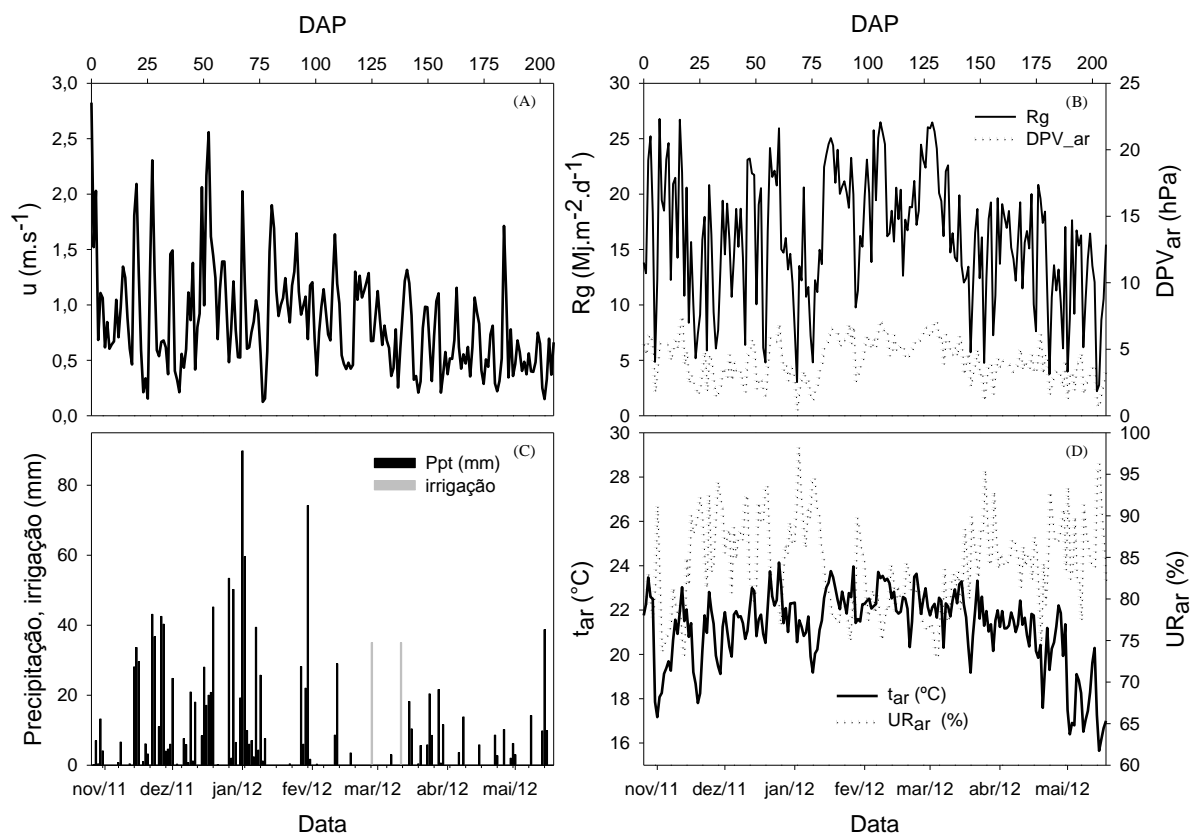 DAP
0 25 50 75 100 125 150 175 200
3,0
2,5
2,0
1,5
1,0
0,5
0,0
u (m.s-1)
(A)
DAP
0 25 50 75 100 125 150 175 200
30
25
20
15
10
5
0
Rg (Mj.m-2.d-1)
(B)
Rg
DPV_ar
25
20
15
10
5
0
DPVar (hPa)
80
60
40
20
0
Precipitação, irrigação (mm)
(C)
Ppt (mm)
irrigação
nov/11 dez/11 jan/12 fev/12 mar/12 abr/12 mai/12
Data
30
28
26
24
22
20
18
16
tar (°C)
(D)
tar (ºC)
URar (%)
100
95
90
85
80
75
70
65
60
URar (%)
nov/11 dez/11 jan/12 fev/12 mar/12 abr/12 mai/12
Data